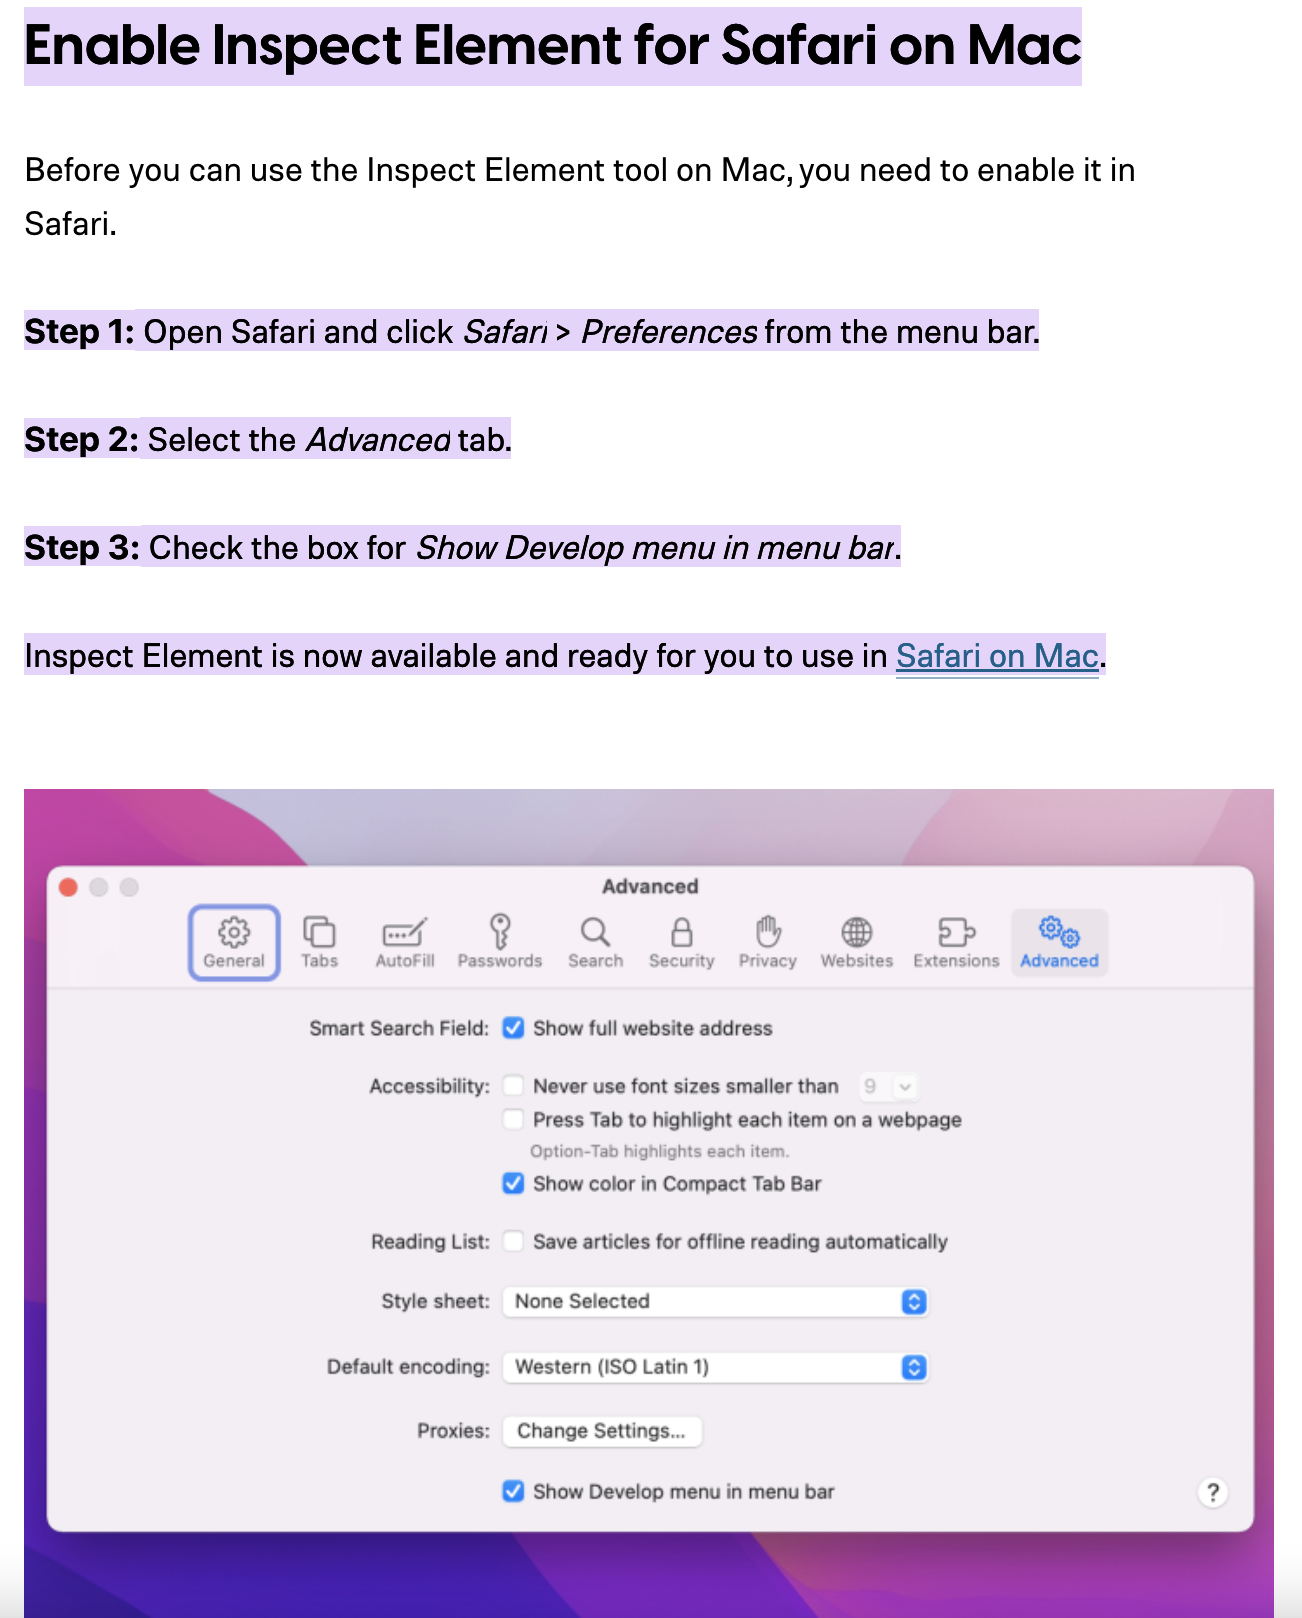 Enable Inspect Element for Safari on Mac
Before you can use the Inspect Element tool on Mac, you need to enable it in
Safari.
Step 1: Open Safari and click Safari > Preferences from the menu bar.
Step 2: Select the Advanced tab.
Step 3: Check the box for Show Develop menu in menu bar.
Inspect Element is now available and ready for you to use in Safari on Mac.
Advanced
General Tabs AutoFill Passwords Search Security Privacy Websites Extensions Advanced
Smart Search Field: Show full website address
Accessibility: Never use font sizes smaller than 9
Press Tab to highlight each item on a webpage
Option-Tab highlights each item.
Show color in Compact Tab Bar
Reading List: Save articles for offline reading automatically
Style sheet: None Selected
Default encoding: Western (ISO Latin 1)
Proxies: Change Settings...
Show Develop menu in menu bar ?